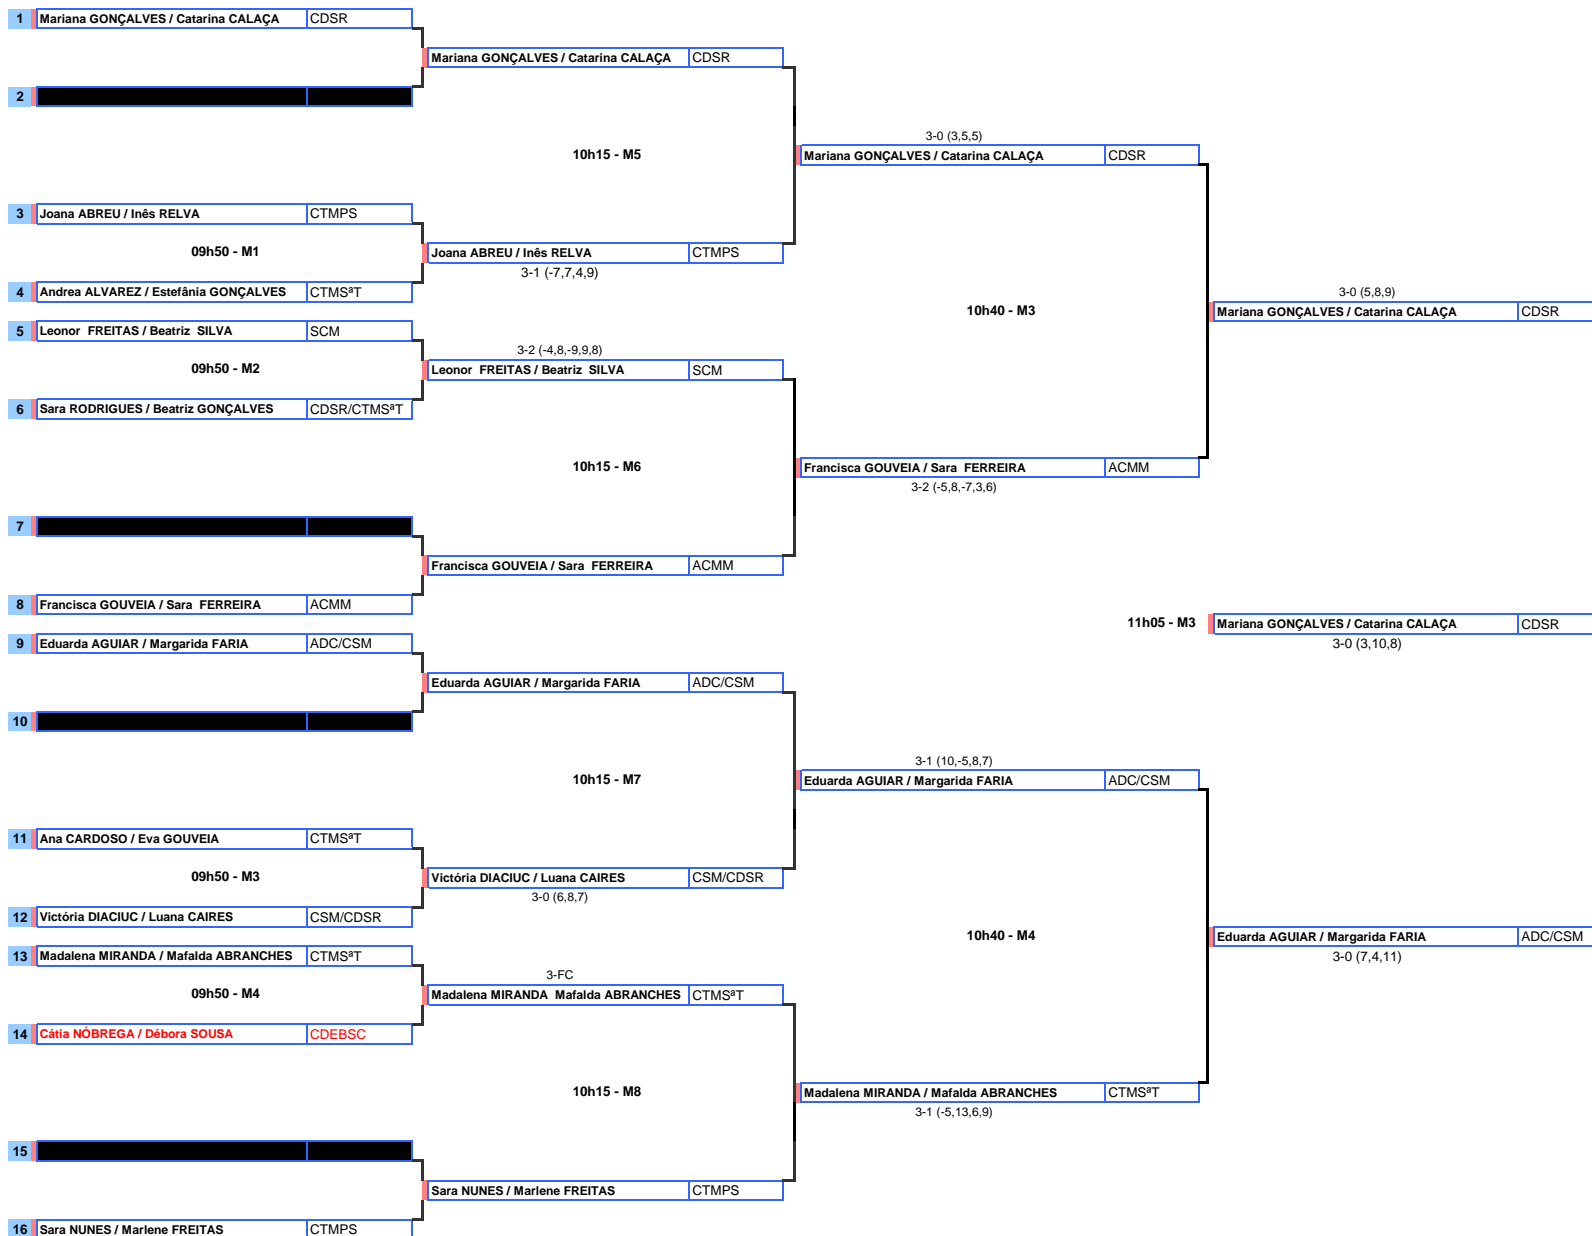 1 Mariana GONÇALVES / Catarina CALAÇA CDSR
Mariana GONÇALVES / Catarina CALAÇA CDSR
2
3-0 (3,5,5)
10h15 - M5
Mariana GONÇALVES / Catarina CALAÇA CDSR
3 Joana ABREU / Inês RELVA CTMPS
09h50 - M1
Joana ABREU / Inês RELVA CTMPS
3-1 (-7,7,4,9)
4 Andrea ALVAREZ / Estefânia GONÇALVES CTMSªT
3-0 (5,8,9)
10h40 - M3
Mariana GONÇALVES / Catarina CALAÇA CDSR
5 Leonor FREITAS / Beatriz SILVA SCM
3-2 (-4,8,-9,9,8)
09h50 - M2
Leonor FREITAS / Beatriz SILVA SCM
6 Sara RODRIGUES / Beatriz GONÇALVES CDSR/CTMSªT
10h15 - M6
Francisca GOUVEIA / Sara FERREIRA ACMM
3-2 (-5,8,-7,3,6)
7
Francisca GOUVEIA / Sara FERREIRA ACMM
8 Francisca GOUVEIA / Sara FERREIRA ACMM
11h05 - M3
Mariana GONÇALVES / Catarina CALAÇA CDSR
3-0 (3,10,8)
9 Eduarda AGUIAR / Margarida FARIA ADC/CSM
Eduarda AGUIAR / Margarida FARIA ADC/CSM
10
3-1 (10,-5,8,7)
10h15 - M7
Eduarda AGUIAR / Margarida FARIA ADC/CSM
11 Ana CARDOSO / Eva GOUVEIA CTMSªT
09h50 - M3
Victória DIACIUC / Luana CAIRES CSM/CDSR
3-0 (6,8,7)
12 Victória DIACIUC / Luana CAIRES CSM/CDSR
10h40 - M4
Eduarda AGUIAR / Margarida FARIA ADC/CSM
3-0 (7,4,11)
13 Madalena MIRANDA / Mafalda ABRANCHES CTMSªT
3-FC
09h50 - M4
Madalena MIRANDA Mafalda ABRANCHES CTMSªT
14 Cátia NÓBREGA / Débora SOUSA CDEBSC
10h15 - M8
Madalena MIRANDA / Mafalda ABRANCHES CTMSªT
3-1 (-5,13,6,9)
15
Sara NUNES / Marlene FREITAS CTMPS
16 Sara NUNES / Marlene FREITAS CTMPS